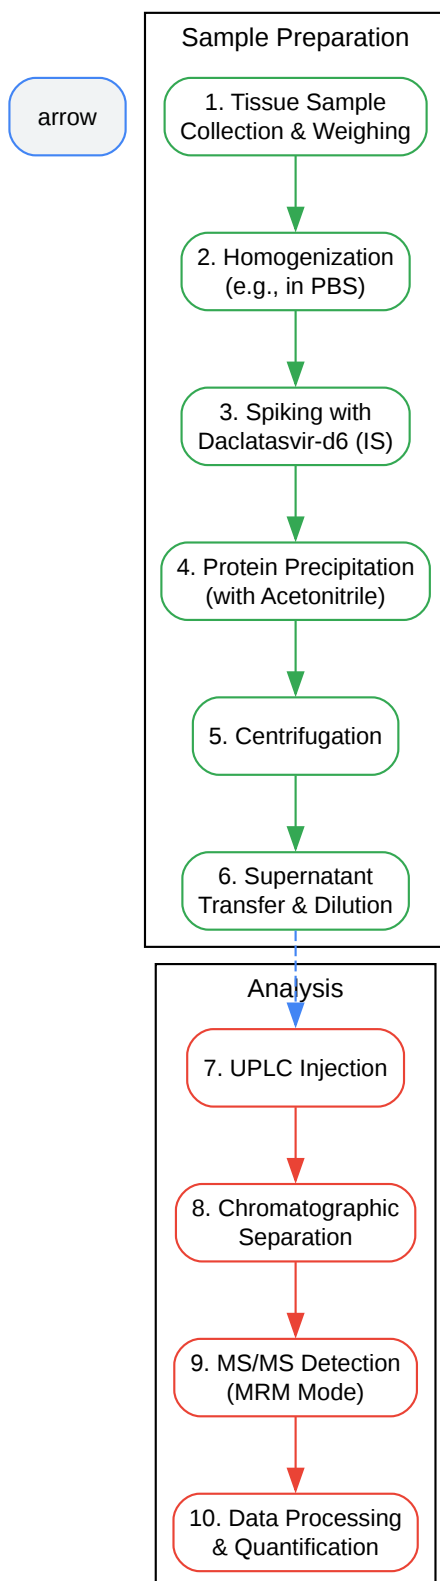 Sample Preparation
arrow
1. Tissue Sample
Collection & Weighing
2. Homogenization
(e.g., in PBS)
3. Spiking with
Daclatasvir-d6 (IS)
4. Protein Precipitation
(with Acetonitrile)
5. Centrifugation
6. Supernatant
Transfer & Dilution
Analysis
7. UPLC Injection
8. Chromatographic
Separation
9. MS/MS Detection
(MRM Mode)
10. Data Processing
& Quantification